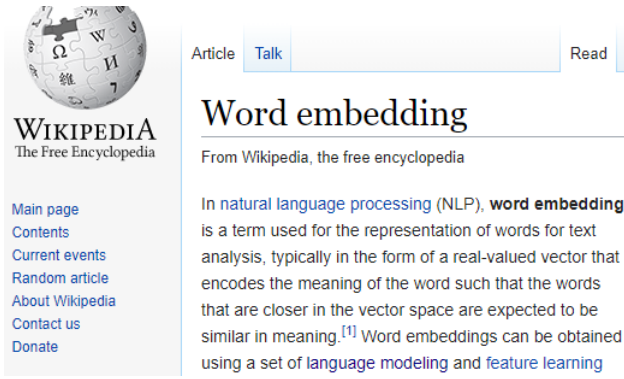 Ω W И 維 7
WIKIPEDIA
The Free Encyclopedia
Main page
Contents
Current events
Random article
About Wikipedia
Contact us
Donate
Article Talk Read
Word embedding
From Wikipedia, the free encyclopedia
In natural language processing (NLP), word embedding
is a term used for the representation of words for text
analysis, typically in the form of a real-valued vector that
encodes the meaning of the word such that the words
that are closer in the vector space are expected to be
similar in meaning.[1] Word embeddings can be obtained
using a set of language modeling and feature learning